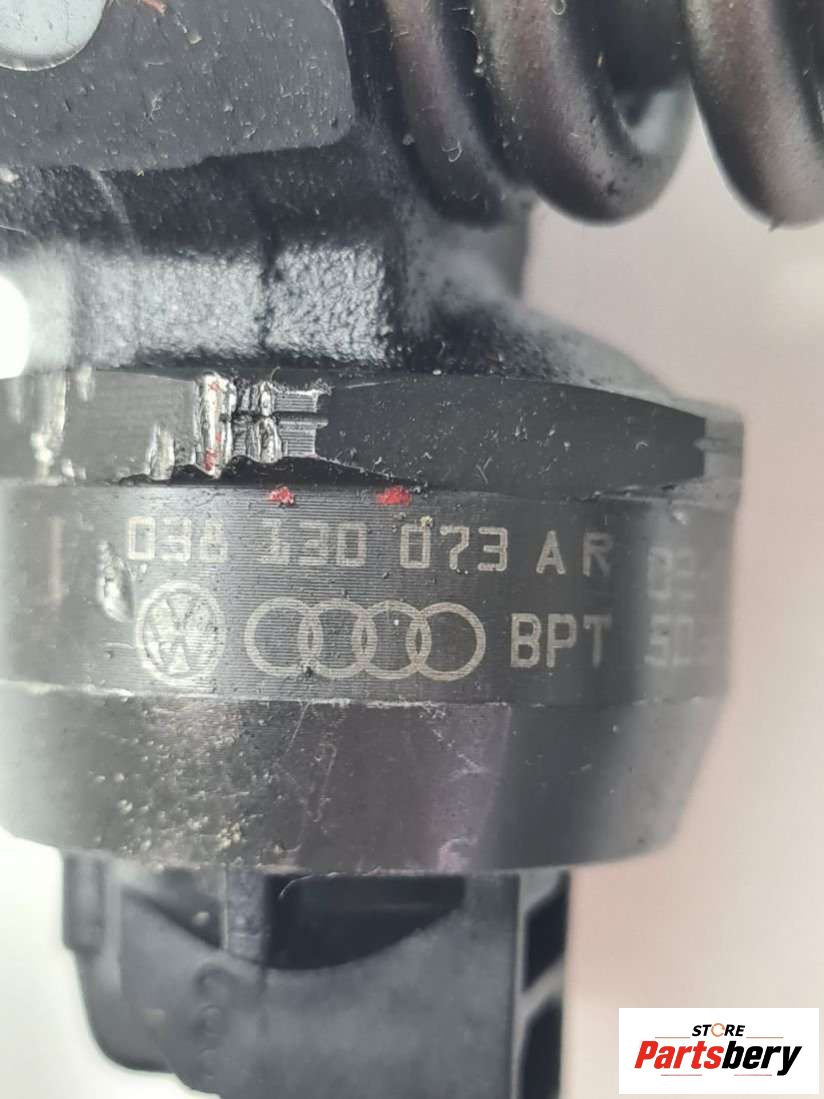 038 130 073 AR
BPT
STORE
Partsbery